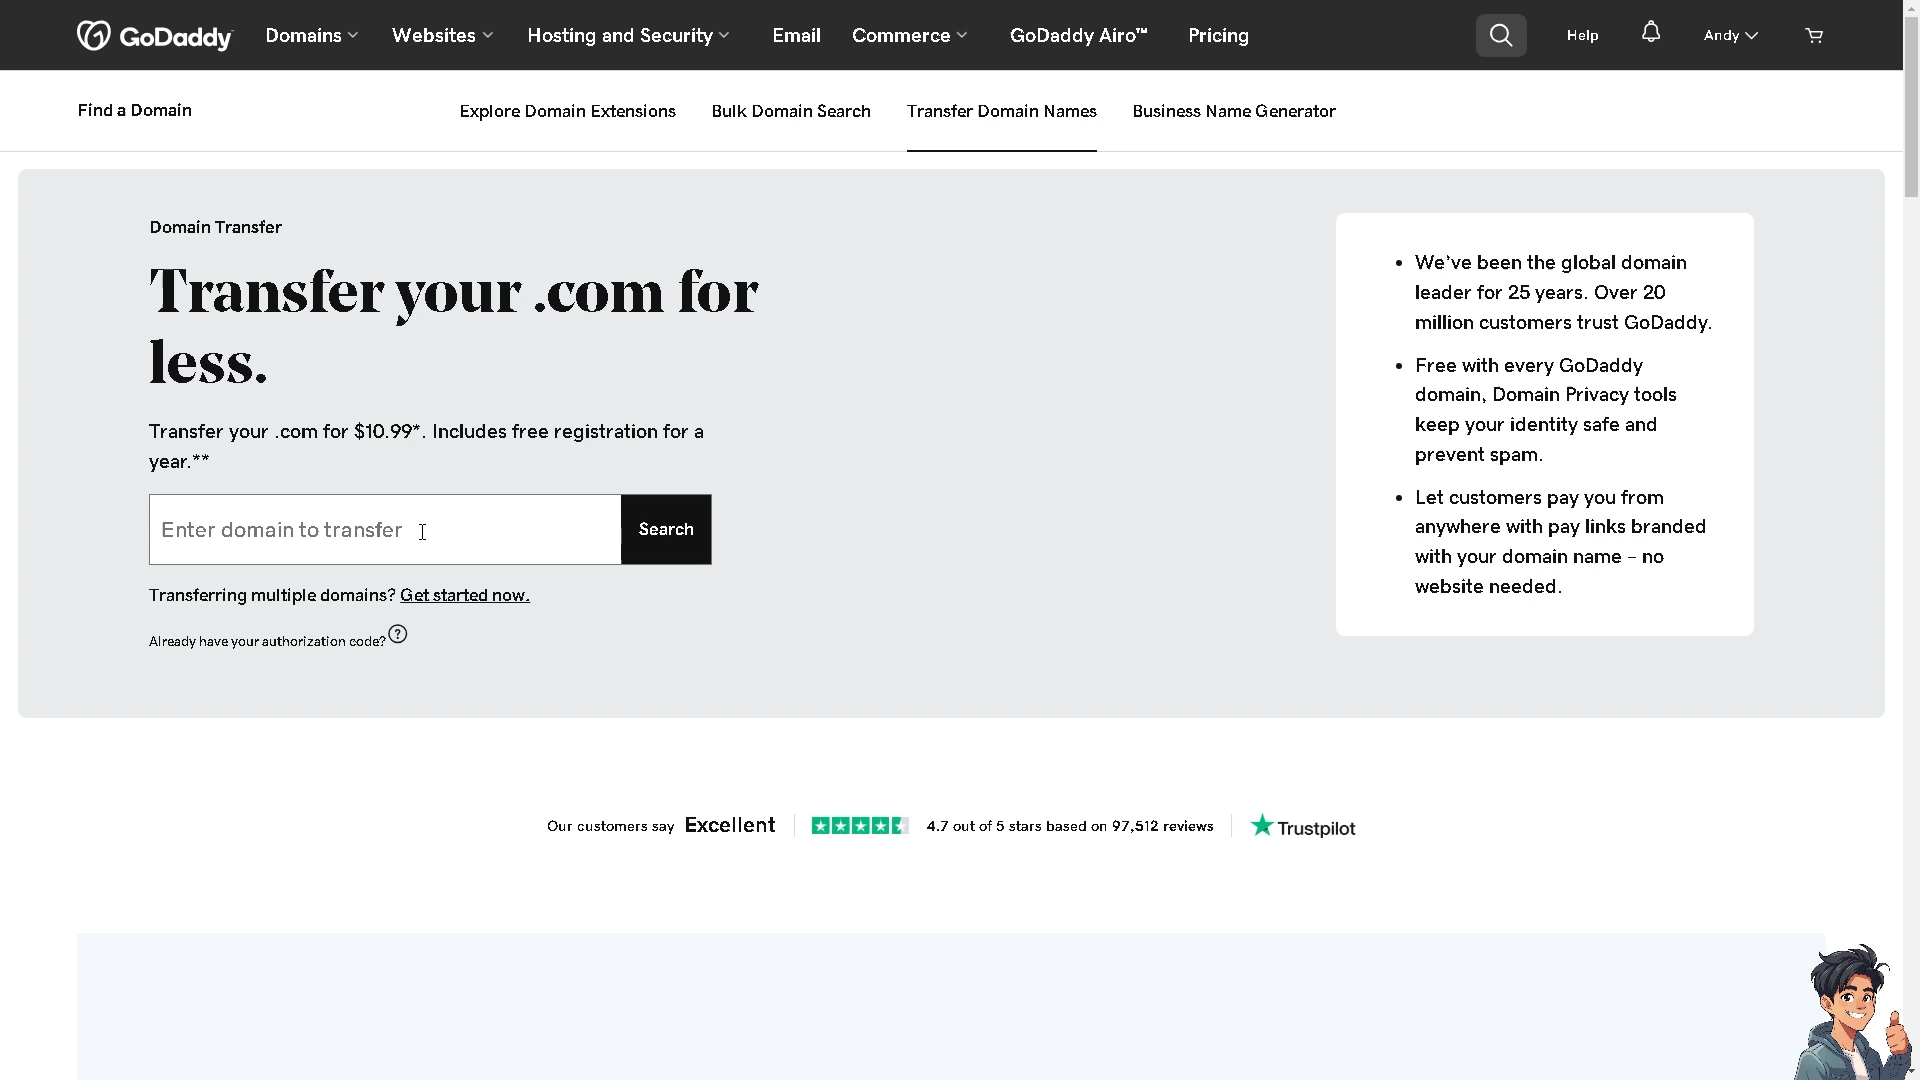 GoDaddy Domains Websites Hosting and Security Email Commerce GoDaddy Airo™ Pricing Help Andy
Find a Domain Explore Domain Extensions Bulk Domain Search Transfer Domain Names Business Name Generator
Domain Transfer
Transfer your .com for
less.
Transfer your .com for $10.99*. Includes free registration for a
year.**
Enter domain to transfer Search
Transferring multiple domains? Get started now.
Already have your authorization code? ?
• We've been the global domain
leader for 25 years. Over 20
million customers trust GoDaddy.
• Free with every GoDaddy
domain, Domain Privacy tools
keep your identity safe and
prevent spam.
• Let customers pay you from
anywhere with pay links branded
with your domain name – no
website needed.
Our customers say Excellent 4.7 out of 5 stars based on 97,512 reviews Trustpilot